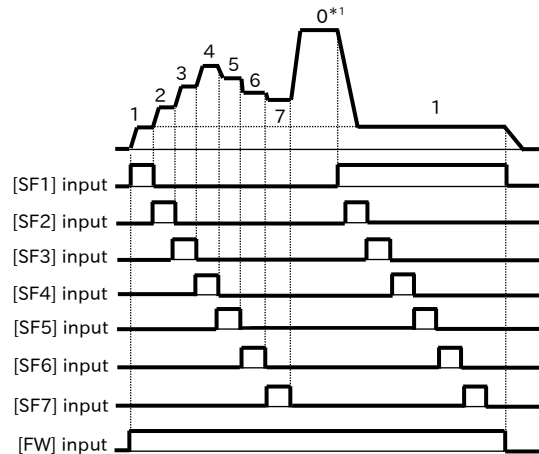 0*1
4
3
5
2
6
1
7
1
[SF1] input
[SF2] input
[SF3] input
[SF4] input
[SF5] input
[SF6] input
[SF7] input
[FW] input